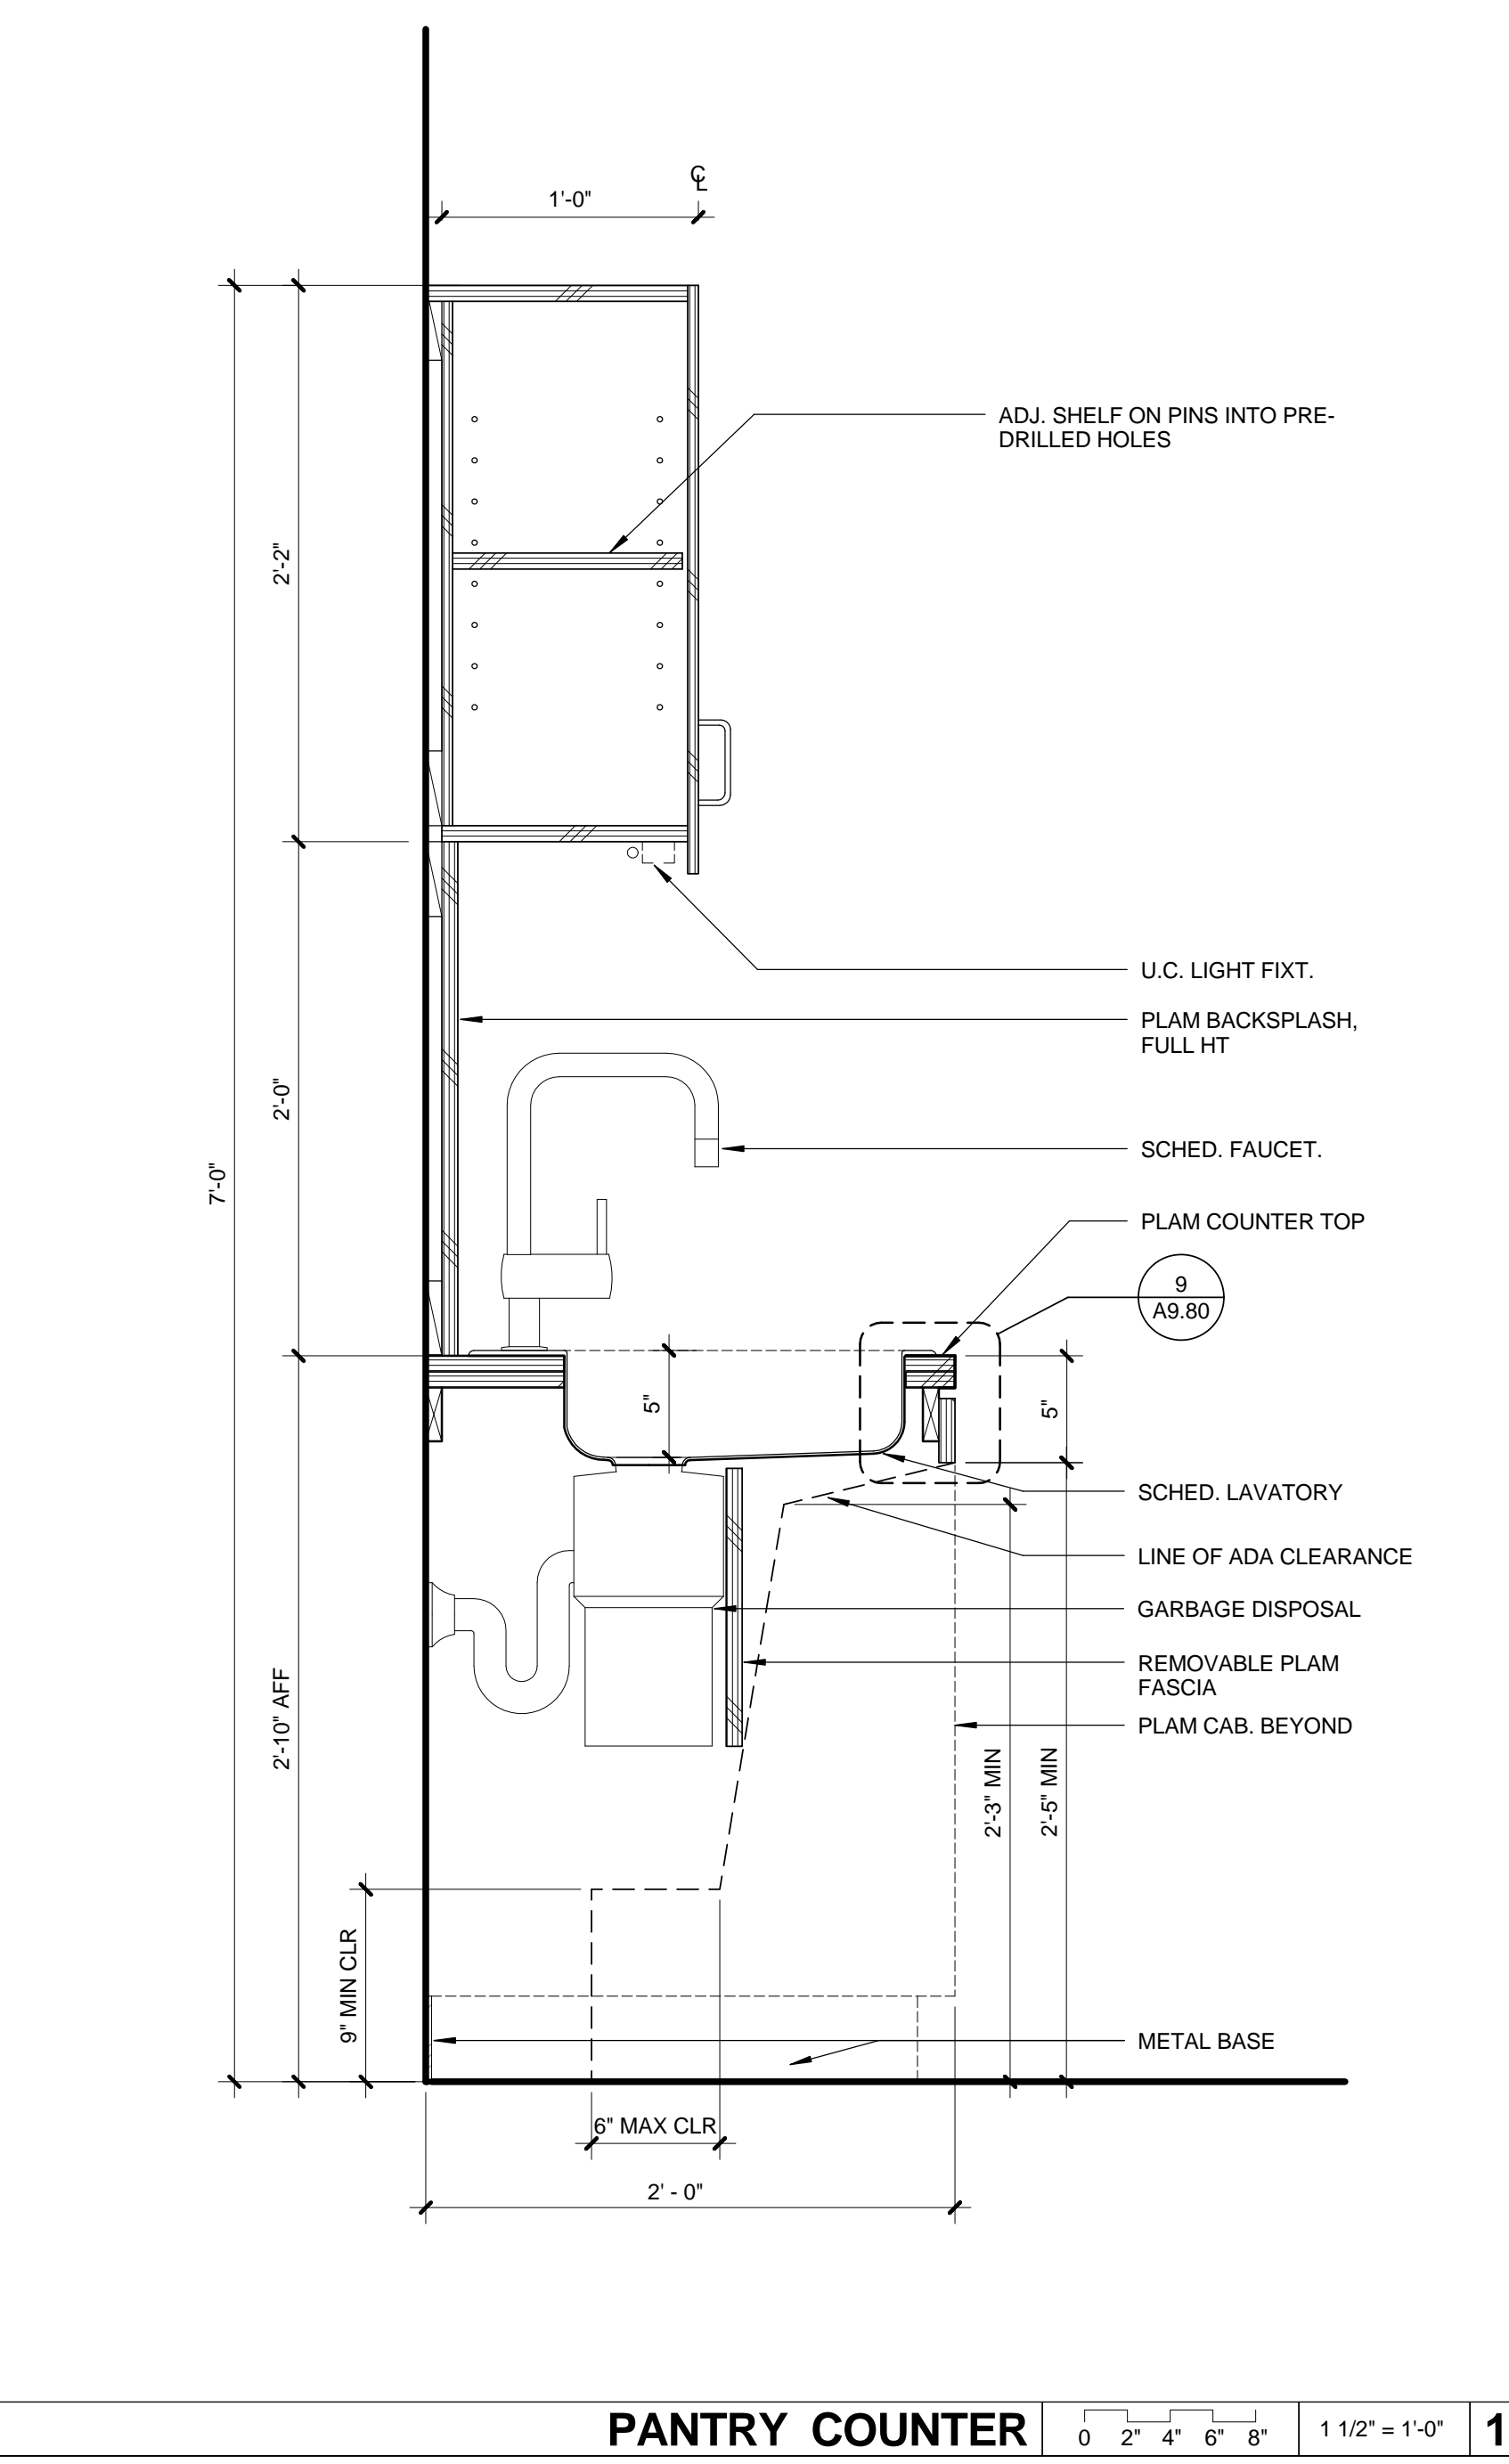 ℄
1'-0"
ADJ. SHELF ON PINS INTO PRE-
DRILLED HOLES
2'-2"
U.C. LIGHT FIXT.
PLAM BACKSPLASH,
FULL HT
2'-0"
7'-0"
SCHED. FAUCET.
PLAM COUNTER TOP
9
A9.80
5"
5"
SCHED. LAVATORY
LINE OF ADA CLEARANCE
GARBAGE DISPOSAL
REMOVABLE PLAM
FASCIA
PLAM CAB. BEYOND
2'-10" AFF
2'-3" MIN
2'-5" MIN
9" MIN CLR
METAL BASE
6" MAX CLR
2' - 0"
PANTRY COUNTER
0 2" 4" 6" 8"
1 1/2" = 1'-0"
1